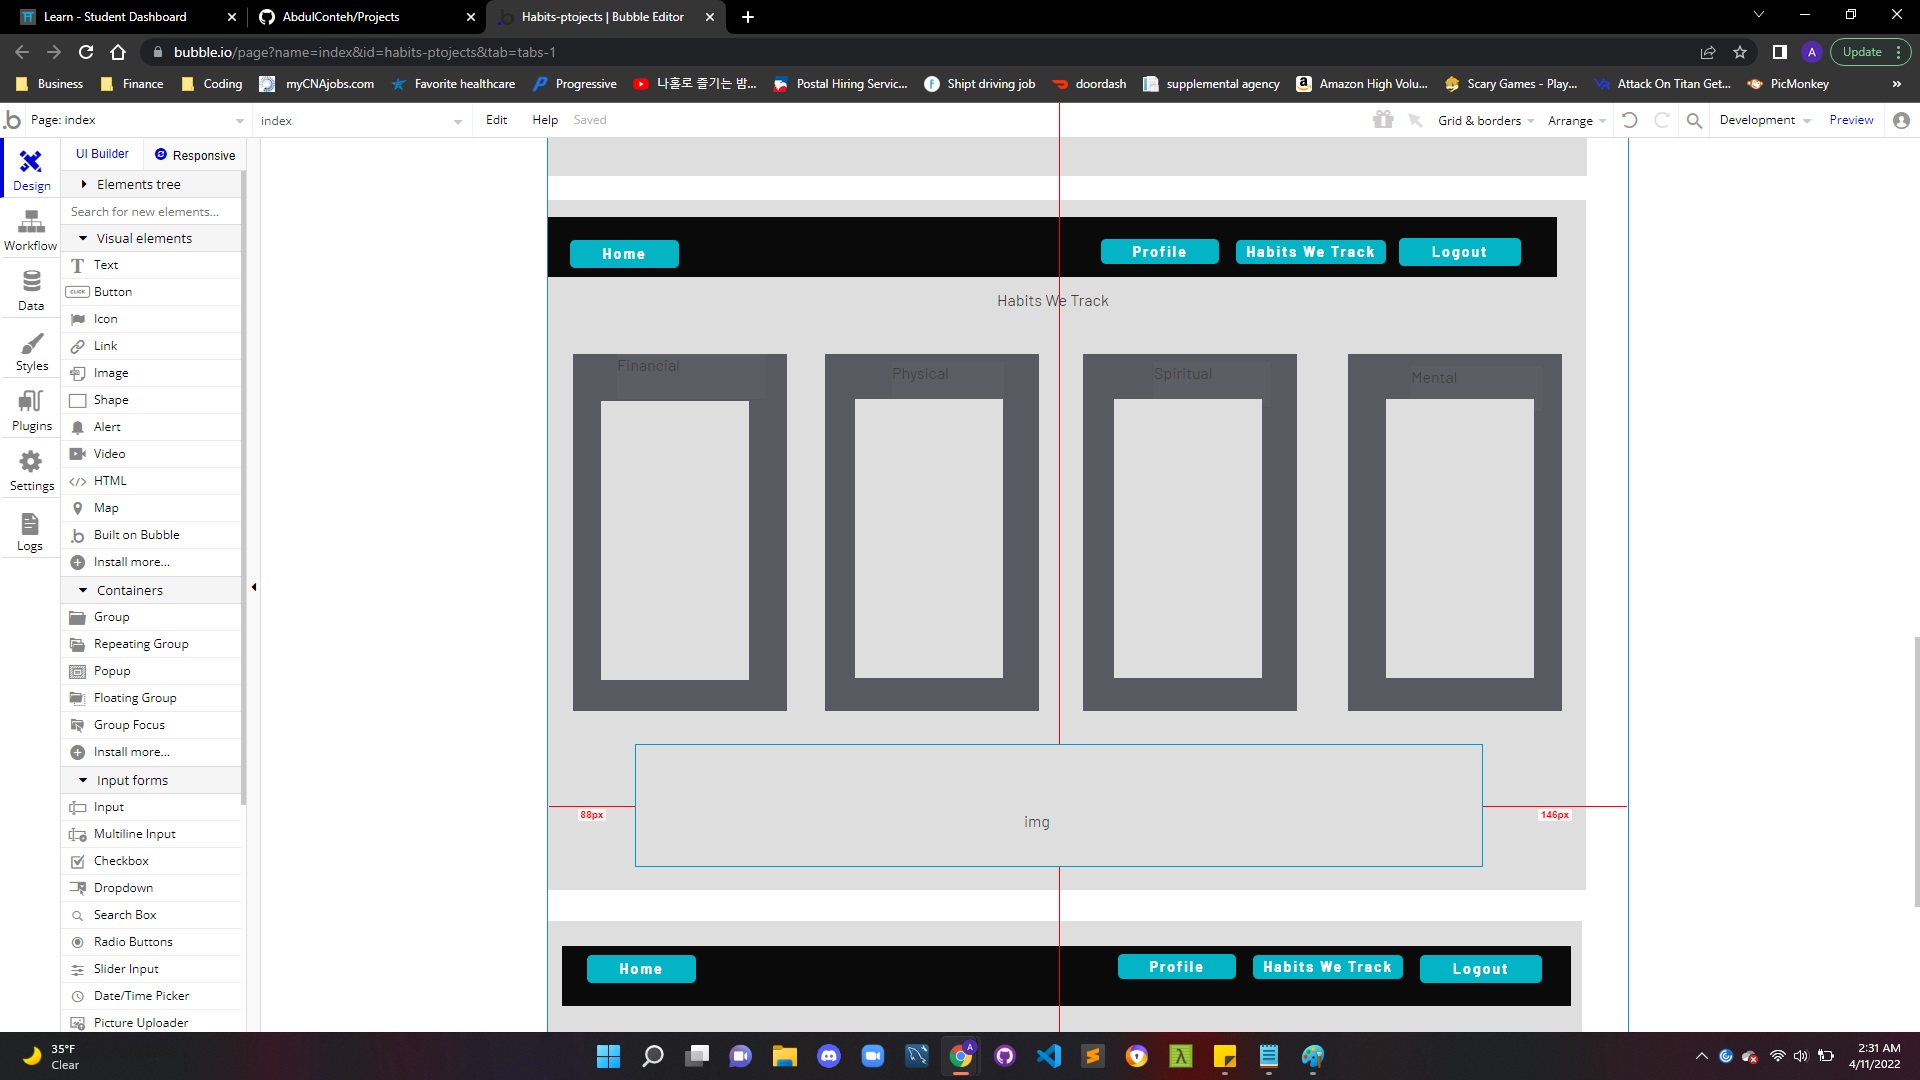 Learn - Student Dashboard
AbdulConteh/Projects
Habits-ptojects | Bubble Editor
bubble.io/page?name=index&id=habits-ptojects&tab=tabs-1
A
Update
Business
Finance
Coding
myCNAjobs.com
Favorite healthcare
Progressive
나홀로 즐기는 밤...
Postal Hiring Servic...
Shipt driving job
doordash
supplemental agency
Amazon High Volu...
Scary Games - Play...
Attack On Titan Get...
PicMonkey
»
Page: index
index
Edit
Help
Saved
Grid & borders
Arrange
Development
Preview
Design
Workflow
Data
Styles
Plugins
Settings
Logs
UI Builder
Responsive
Elements tree
Search for new elements...
Visual elements
Text
Button
Icon
Link
Image
Shape
Alert
Video
HTML
Map
Built on Bubble
Install more...
Containers
Group
Repeating Group
Popup
Floating Group
Group Focus
Install more...
Input forms
Input
Multiline Input
Checkbox
Dropdown
Search Box
Radio Buttons
Slider Input
Date/Time Picker
Picture Uploader
Home
Profile
Habits We Track
Logout
Habits We Track
Financial
Physical
Spiritual
Mental
88px
146px
img
Home
Profile
Habits We Track
Logout
35°F
Clear
2:31 AM
4/11/2022